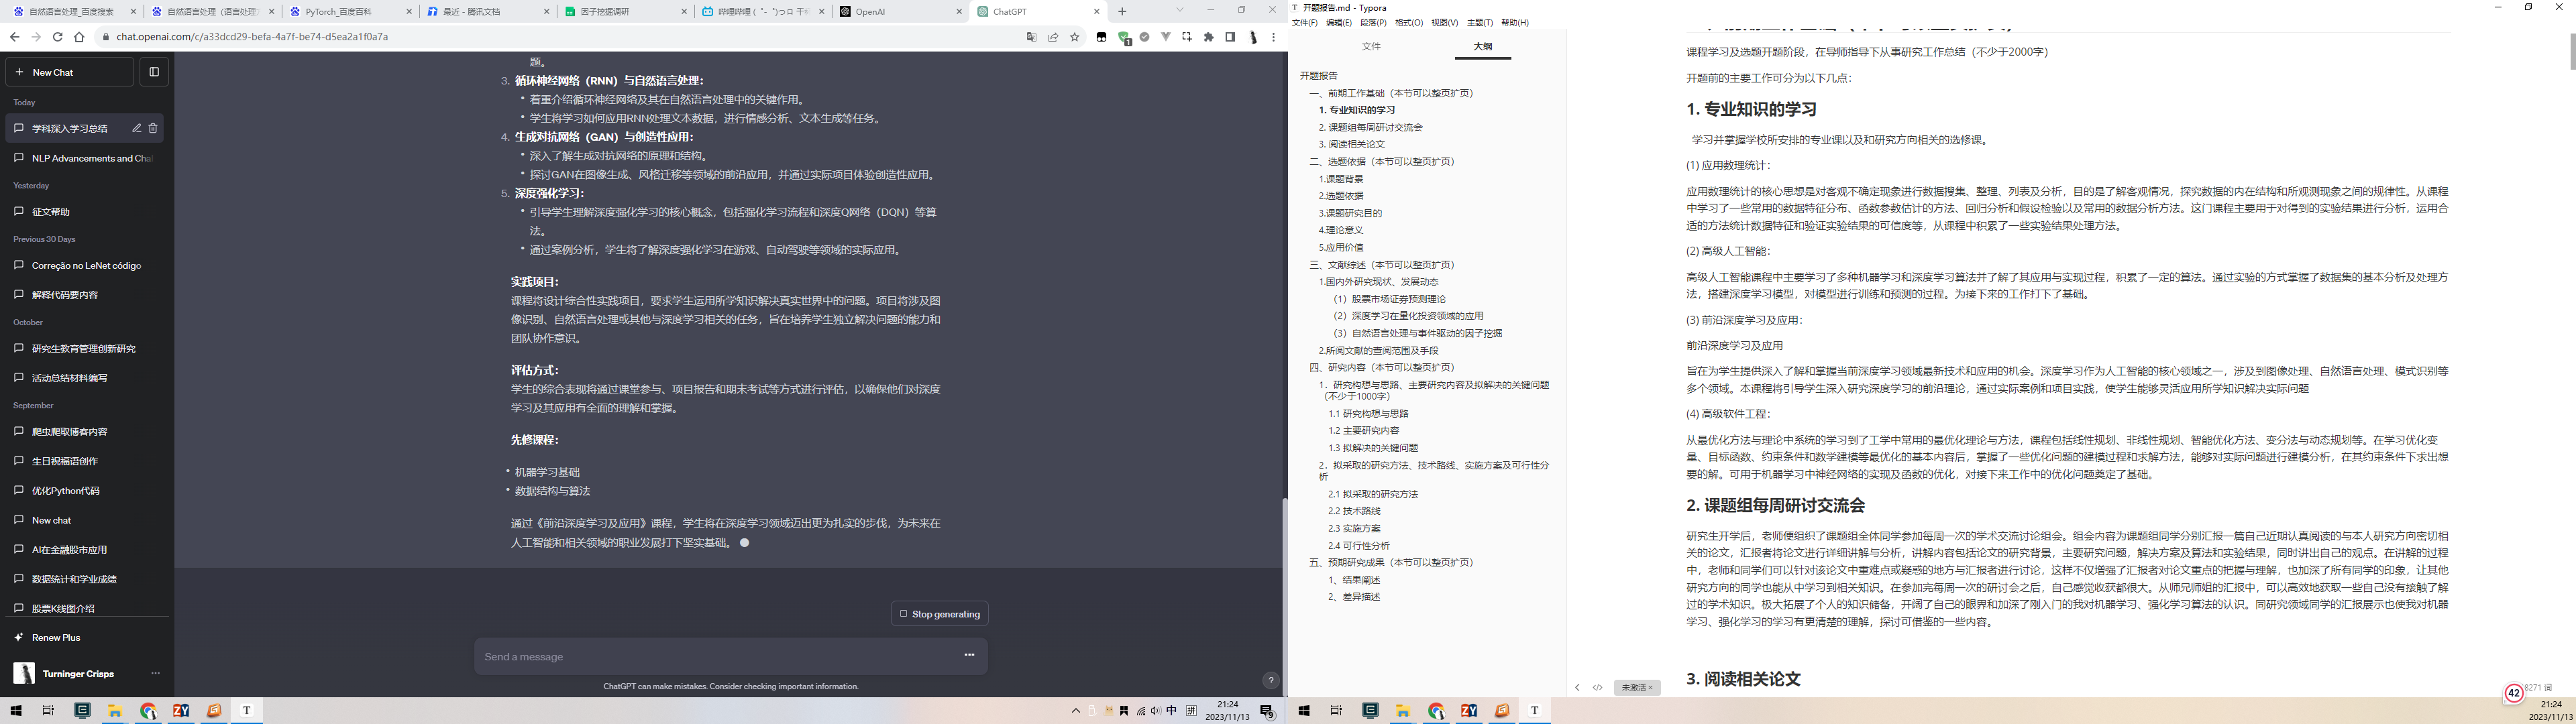 自然语言处理_百度搜索
自然语言处理（语言处理
PyTorch_百度百科
最近 - 腾讯文档
因子挖掘调研
哔哩哔哩 (゜-゜)つロ 干
OpenAI
ChatGPT
chat.openai.com/c/a33dcd29-befa-4a7f-be74-d5ea2a1f0a7a
New Chat
Today
学科深入学习总结
NLP Advancements and Cha
Yesterday
征文帮助
Previous 30 Days
Correção no LeNet código
解释代码要内容
October
研究生教育管理创新研究
活动总结材料编写
September
爬虫爬取博客内容
生日祝福语创作
优化Python代码
New chat
AI在金融股市应用
数据统计和学业成绩
股票K线图介绍
Renew Plus
Turninger Crisps
题。
3. 循环神经网络（RNN）与自然语言处理：
• 着重介绍循环神经网络及其在自然语言处理中的关键作用。
• 学生将学习如何应用RNN处理文本数据，进行情感分析、文本生成等任务。
4. 生成对抗网络（GAN）与创造性应用：
• 深入了解生成对抗网络的原理和结构。
• 探讨GAN在图像生成、风格迁移等领域的前沿应用，并通过实际项目体验创造性应用。
5. 深度强化学习：
• 引导学生理解深度强化学习的核心概念，包括强化学习流程和深度Q网络（DQN）等算
法。
• 通过案例分析，学生将了解深度强化学习在游戏、自动驾驶等领域的实际应用。
实践项目：
课程将设计综合性实践项目，要求学生运用所学知识解决真实世界中的问题。项目将涉及图
像识别、自然语言处理或其他与深度学习相关的任务，旨在培养学生独立解决问题的能力和
团队协作意识。
评估方式：
学生的综合表现将通过课堂参与、项目报告和期末考试等方式进行评估，以确保他们对深度
学习及其应用有全面的理解和掌握。
先修课程：
• 机器学习基础
• 数据结构与算法
通过《前沿深度学习及应用》课程，学生将在深度学习领域迈出更为扎实的步伐，为未来在
人工智能和相关领域的职业发展打下坚实基础。
Stop generating
Send a message
ChatGPT can make mistakes. Consider checking important information.
?
中
拼
21:24
2023/11/13
9
开题报告.md - Typora
文件(F) 编辑(E) 段落(P) 格式(O) 视图(V) 主题(T) 帮助(H)
文件
大纲
开题报告
一、前期工作基础（本节可以整页扩页）
1. 专业知识的学习
2. 课题组每周研讨交流会
3. 阅读相关论文
二、选题依据（本节可以整页扩页）
1.课题背景
2.选题依据
3.课题研究目的
4.理论意义
5.应用价值
三、文献综述（本节可以整页扩页）
1.国内外研究现状、发展动态
（1）股票市场证券预测理论
（2）深度学习在量化投资领域的应用
（3）自然语言处理与事件驱动的因子挖掘
2.所阅文献的查阅范围及手段
四、研究内容（本节可以整页扩页）
1．研究构想与思路、主要研究内容及拟解决的关键问题
（不少于1000字）
1.1 研究构想与思路
1.2 主要研究内容
1.3 拟解决的关键问题
2．拟采取的研究方法、技术路线、实施方案及可行性分
析
2.1 拟采取的研究方法
2.2 技术路线
2.3 实施方案
2.4 可行性分析
五、预期研究成果（本节可以整页扩页）
1、结果阐述
2、差异描述
课程学习及选题开题阶段，在导师指导下从事研究工作总结（不少于2000字）
开题前的主要工作可分为以下几点：
1. 专业知识的学习
学习并掌握学校所安排的专业课以及和研究方向相关的选修课。
(1) 应用数理统计：
应用数理统计的核心思想是对客观不确定现象进行数据搜集、整理、列表及分析，目的是了解客观情况，探究数据的内在结构和所观测现象之间的规律性。从课程
中学习了一些常用的数据特征分布、函数参数估计的方法、回归分析和假设检验以及常用的数据分析方法。这门课程主要用于对得到的实验结果进行分析，运用合
适的方法统计数据特征和验证实验结果的可信度等，从课程中积累了一些实验结果处理方法。
(2) 高级人工智能：
高级人工智能课程中主要学习了多种机器学习和深度学习算法并了解了其应用与实现过程，积累了一定的算法。通过实验的方式掌握了数据集的基本分析及处理方
法，搭建深度学习模型，对模型进行训练和预测的过程。为接下来的工作打下了基础。
(3) 前沿深度学习及应用：
前沿深度学习及应用
旨在为学生提供深入了解和掌握当前深度学习领域最新技术和应用的机会。深度学习作为人工智能的核心领域之一，涉及到图像处理、自然语言处理、模式识别等
多个领域。本课程将引导学生深入研究深度学习的前沿理论，通过实际案例和项目实践，使学生能够灵活应用所学知识解决实际问题
(4) 高级软件工程：
从最优化方法与理论中系统的学习到了工学中常用的最优化理论与方法，课程包括线性规划、非线性规划、智能优化方法、变分法与动态规划等。在学习优化变
量、目标函数、约束条件和数学建模等最优化的基本内容后，掌握了一些优化问题的建模过程和求解方法，能够对实际问题进行建模分析，在其约束条件下求出想
要的解。可用于机器学习中神经网络的实现及函数的优化，对接下来工作中的优化问题奠定了基础。
2. 课题组每周研讨交流会
研究生开学后，老师便组织了课题组全体同学参加每周一次的学术交流讨论组会。组会内容为课题组同学分别汇报一篇自己近期认真阅读的与本人研究方向密切相
关的论文，汇报者将论文进行详细讲解与分析，讲解内容包括论文的研究背景，主要研究问题，解决方案及算法和实验结果，同时讲出自己的观点。在讲解的过程
中，老师和同学们可以针对该论文中重难点或疑惑的地方与汇报者进行讨论，这样不仅增强了汇报者对论文重点的把握与理解，也加深了所有同学的印象，让其他
研究方向的同学也能从中学习到相关知识。在参加完每周一次的研讨会之后，自己感觉收获都很大。从师兄师姐的汇报中，可以高效地获取一些自己没有接触了解
过的学术知识。极大拓展了个人的知识储备，开阔了自己的眼界和加深了刚入门的我对机器学习、强化学习算法的认识。同研究领域同学的汇报展示也使我对机器
学习、强化学习的学习有更清楚的理解，探讨可借鉴的一些内容。
3. 阅读相关论文
未激活 ×
42
8271 词
21:24
2023/11/13